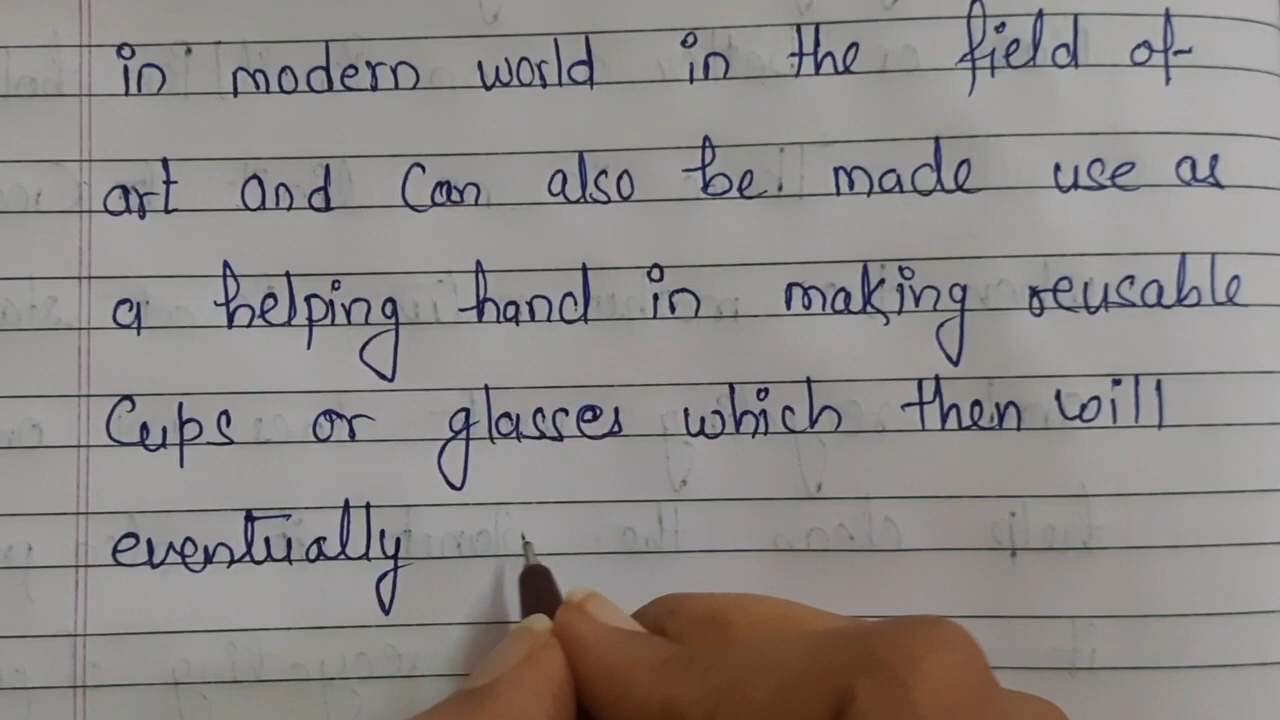 in modern world in the field of
art and can also be made use as
a helping hand in making reusable
Cups or glasses which then will
eventually